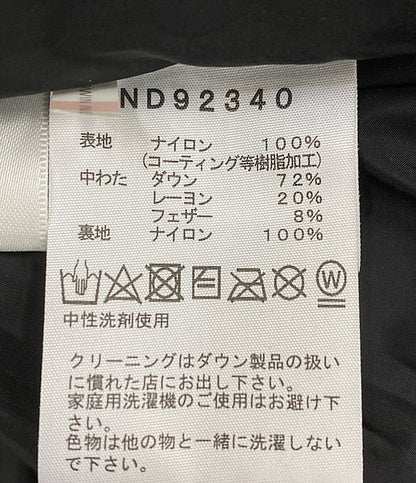 ND92340
表地 ナイロン 100%
(コーティング等樹脂加工)
中わた ダウン 72%
レーヨン 20%
フェザー 8%
裏地 ナイロン 100%
W
中性洗剤使用
クリーニングはダウン製品の扱い
に慣れた店にお出し下さい。
家庭用洗濯機のご使用はお避け下
さい。
色物は他の物と一緒に洗濯しない
で下さい。